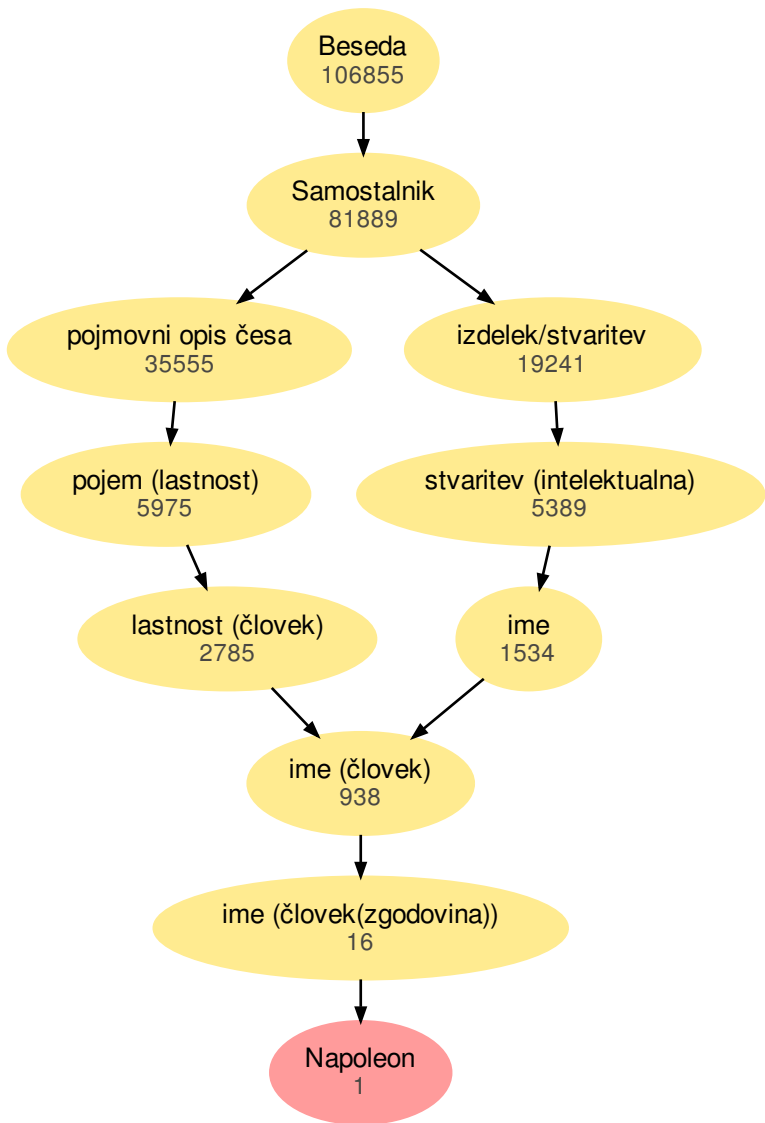 Beseda
106855
Samostalnik
81889
pojmovni opis česa
35555
izdelek/stvaritev
19241
pojem (lastnost)
5975
stvaritev (intelektualna)
5389
lastnost (človek)
2785
ime
1534
ime (človek)
938
ime (človek(zgodovina))
16
Napoleon
1